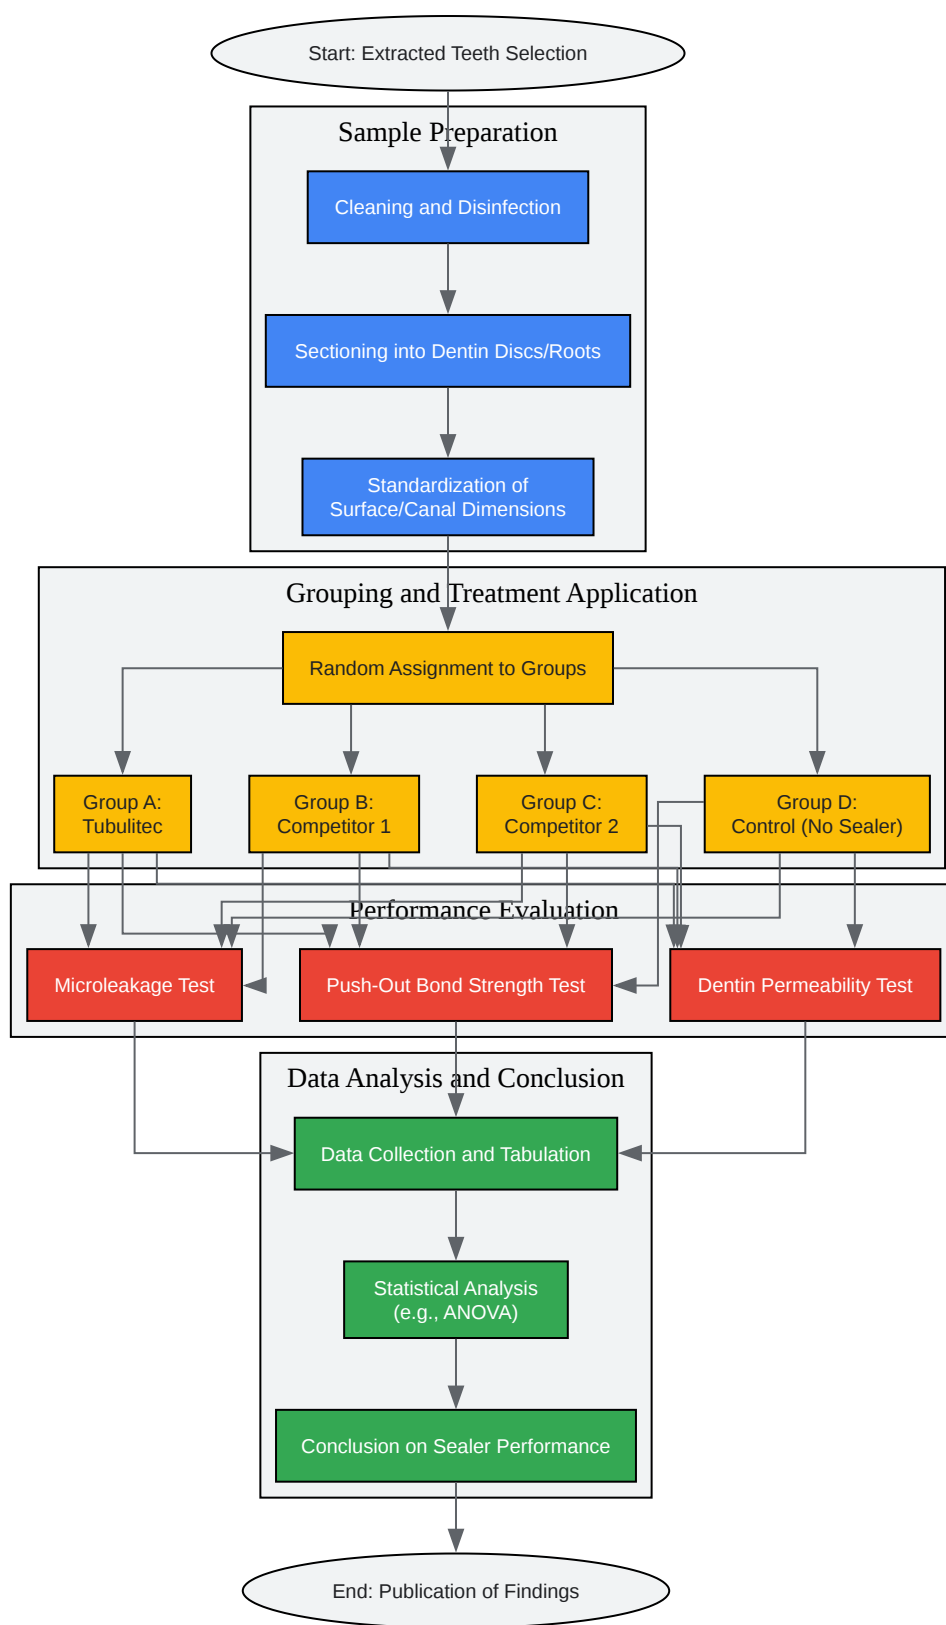 Start: Extracted Teeth Selection
Sample Preparation
Cleaning and Disinfection
Sectioning into Dentin Discs/Roots
Standardization of
Surface/Canal Dimensions
Grouping and Treatment Application
Random Assignment to Groups
Group A:
Tubulitec
Group B:
Competitor 1
Group C:
Competitor 2
Group D:
Control (No Sealer)
Performance Evaluation
Microleakage Test
Push-Out Bond Strength Test
Dentin Permeability Test
Data Analysis and Conclusion
Data Collection and Tabulation
Statistical Analysis
(e.g., ANOVA)
Conclusion on Sealer Performance
End: Publication of Findings